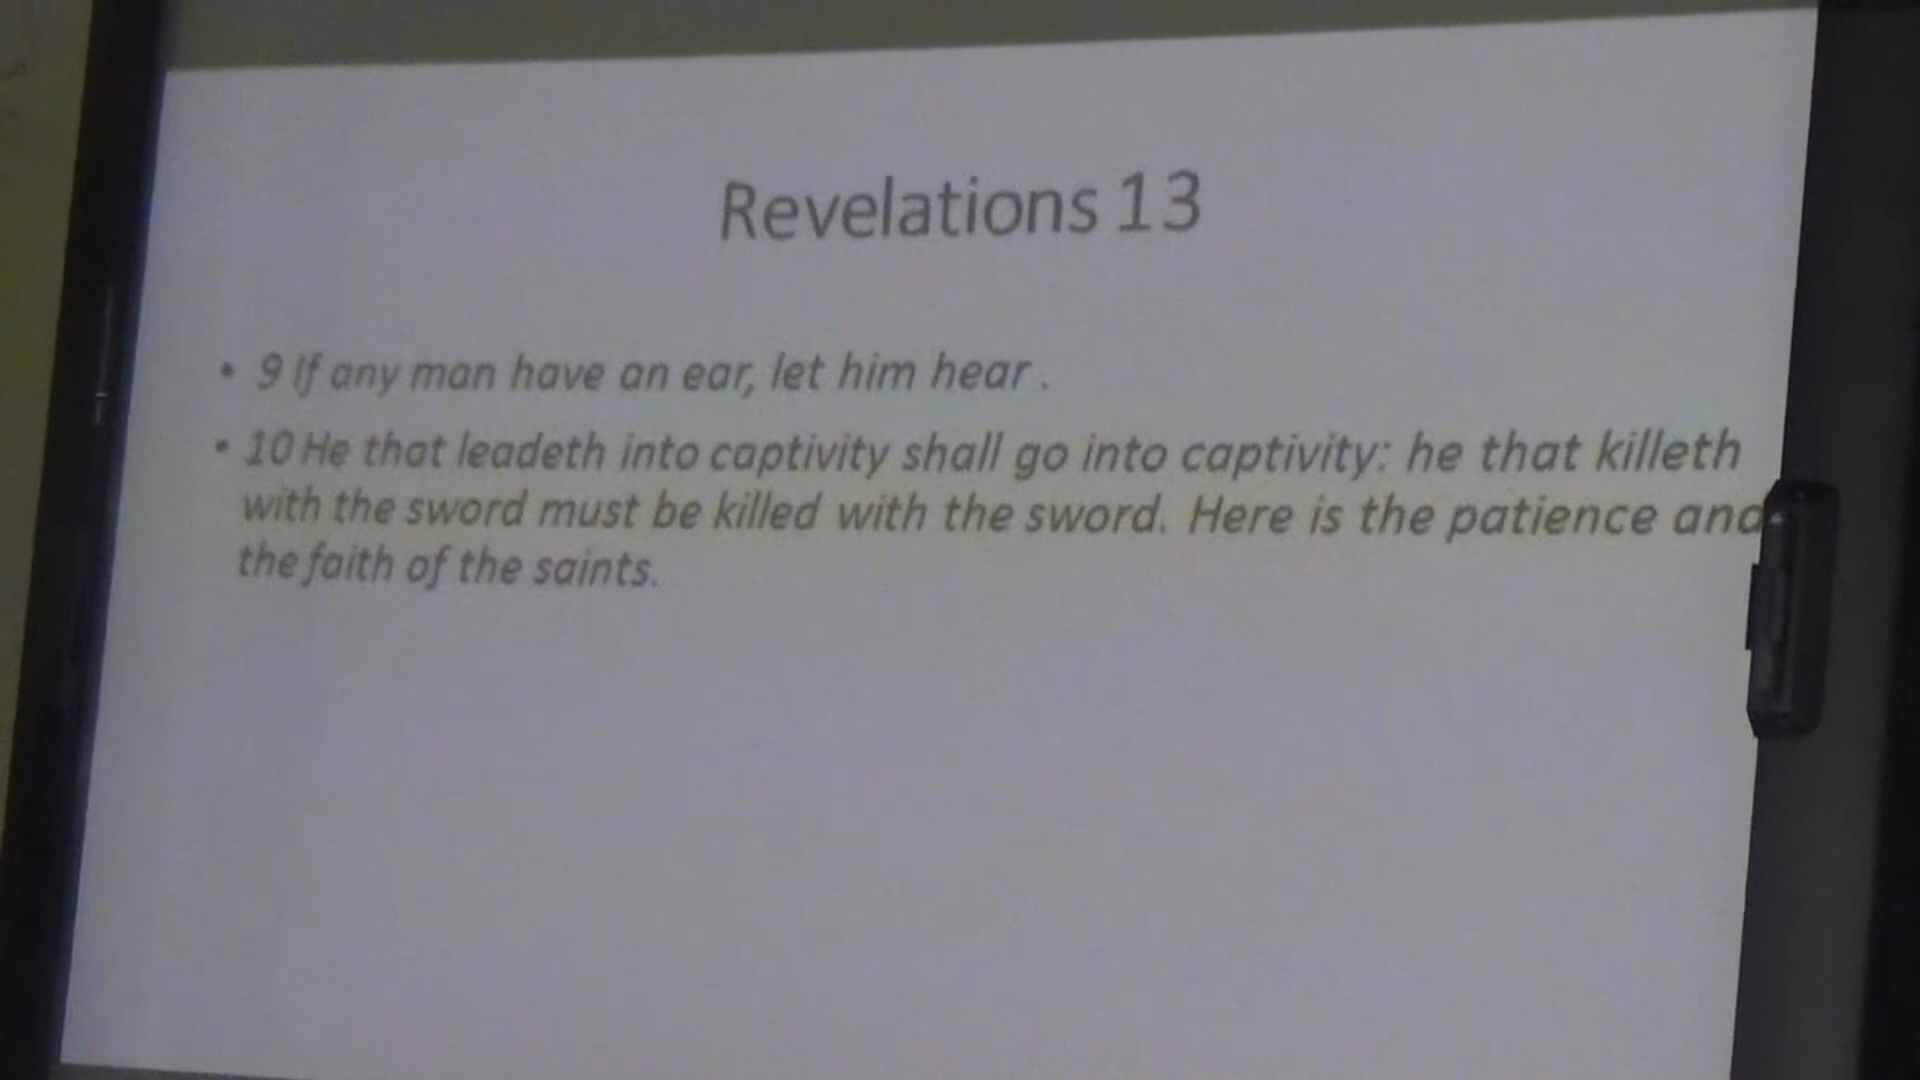 Revelations 13
• 9 If any man have an ear, let him hear .
• 10 He that leadeth into captivity shall go into captivity: he that killeth
with the sword must be killed with the sword. Here is the patience and
the faith of the saints.